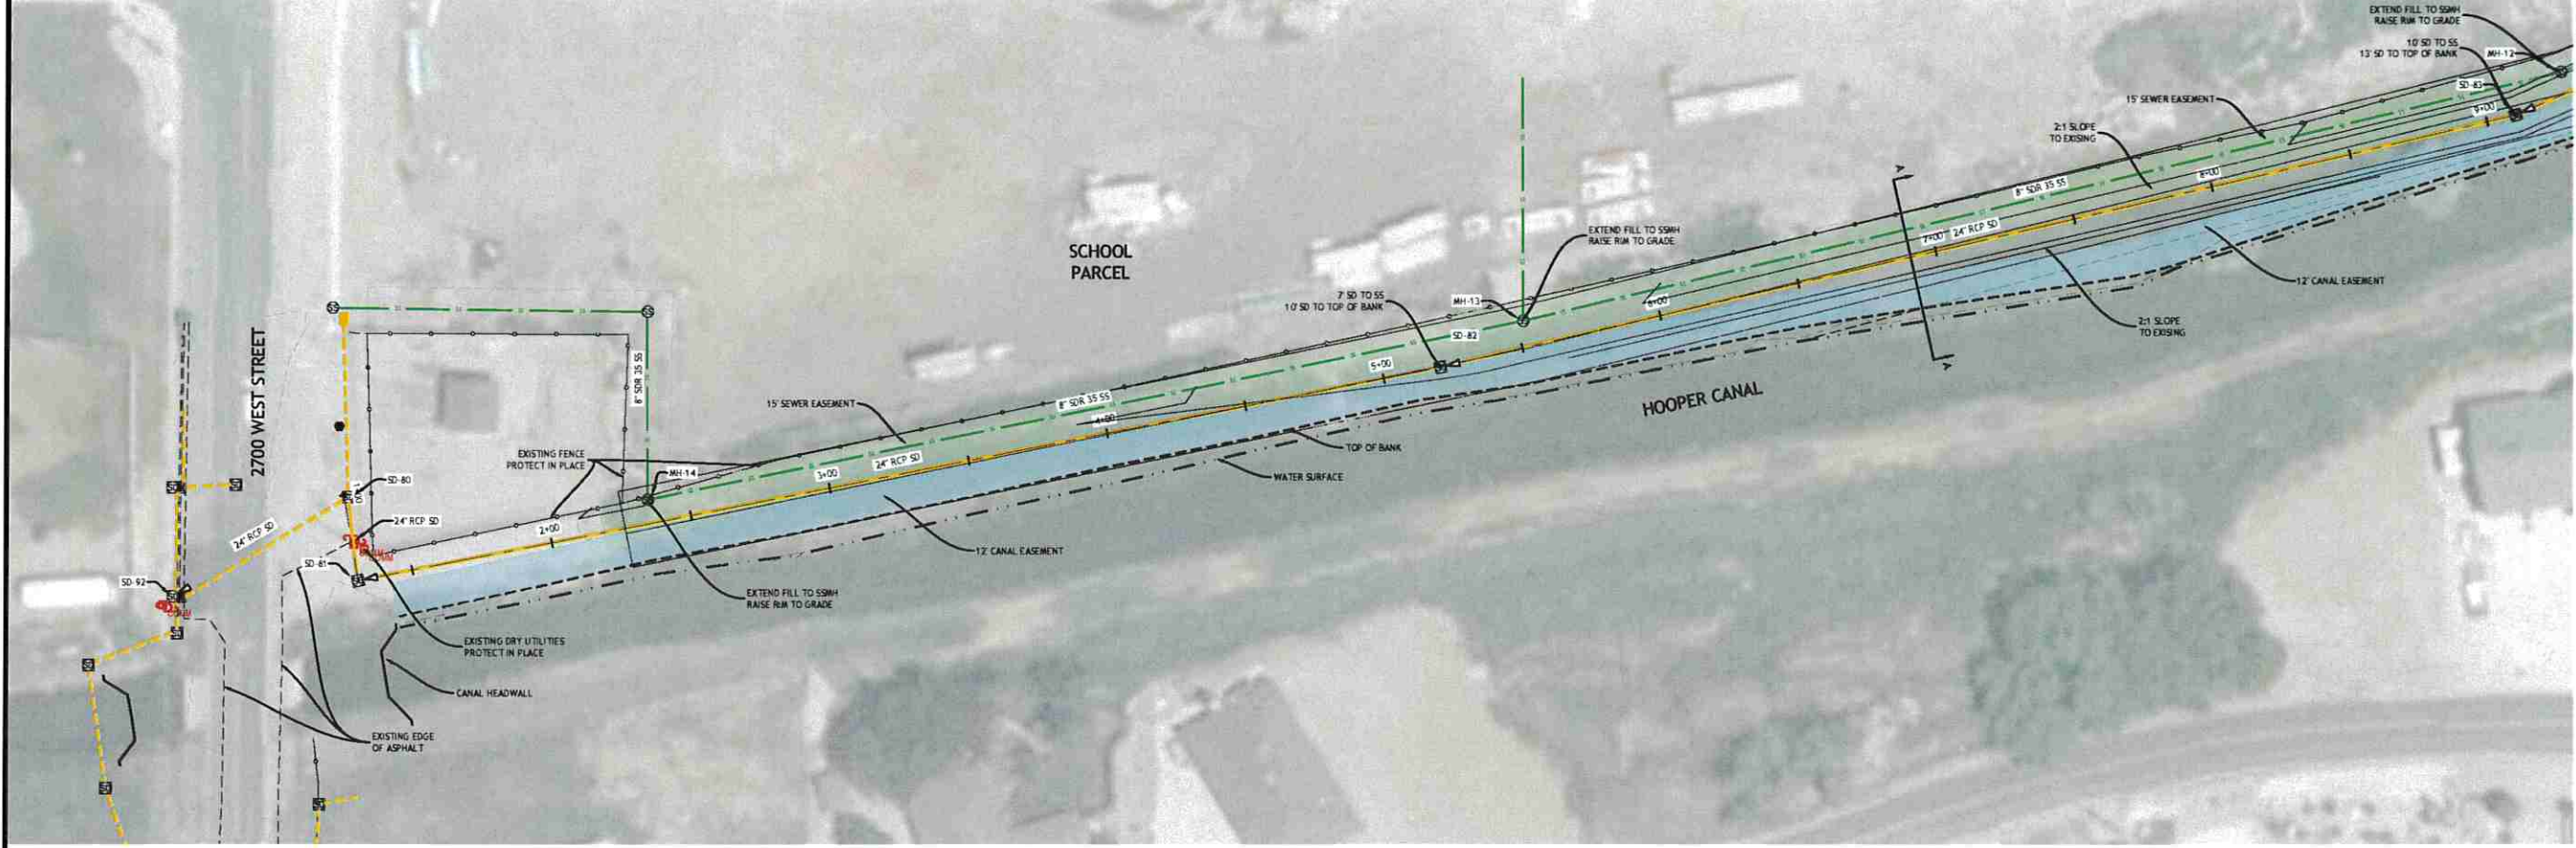 EXTEND FILL TO SSMH
RAISE RIM TO GRADE
10' SD TO SS
13' SD TO TOP OF BANK
MH-12
SD-83
9+00
15' SEWER EASEMENT
2:1 SLOPE
TO EXISING
A
8" SDR 35 SS
8+00
24" RCP SD
7+00
12' CANAL EASEMENT
2:1 SLOPE
TO EXISING
A
EXTEND FILL TO SSMH
RAISE RIM TO GRADE
SCHOOL
PARCEL
7' SD TO SS
10' SD TO TOP OF BANK
MH-13
6+00
SD-82
5+00
HOOPER CANAL
2700 WEST STREET
8" SDR 35 SS
15' SEWER EASEMENT
8" SDR 35 SS
4+00
TOP OF BANK
WATER SURFACE
EXISTING FENCE
PROTECT IN PLACE
MH-14
3+00
24" RCP SD
SD-80
24" RCP SD
24" RCP SD
2+00
12' CANAL EASEMENT
SD-81
SD-92
EXTEND FILL TO SSMH
RAISE RIM TO GRADE
EXISTING DRY UTILITIES
PROTECT IN PLACE
CANAL HEADWALL
EXISTING EDGE
OF ASPHALT